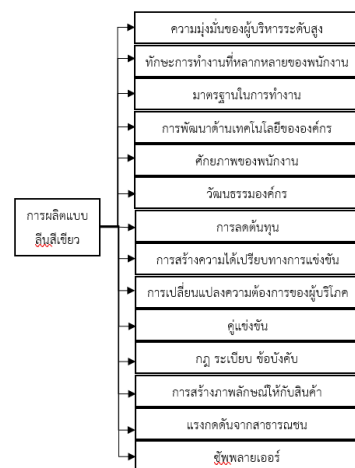 ความมุ่งมั่นของผู้บริหารระดับสูง
ทักษะการทำงานที่หลากหลายของพนักงาน
มาตรฐานในการทำงาน
การพัฒนาด้านเทคโนโลยีขององค์กร
ศักยภาพของพนักงาน
วัฒนธรรมองค์กร
การผลิตแบบ
ลีนสีเขียว
การลดต้นทุน
การสร้างความได้เปรียบทางการแข่งขัน
การเปลี่ยนแปลงความต้องการของผู้บริโภค
คู่แข่งขัน
กฎ ระเบียบ ข้อบังคับ
การสร้างภาพลักษณ์ให้กับสินค้า
แรงกดดันจากสาธารณชน
ซัพพลายเออร์